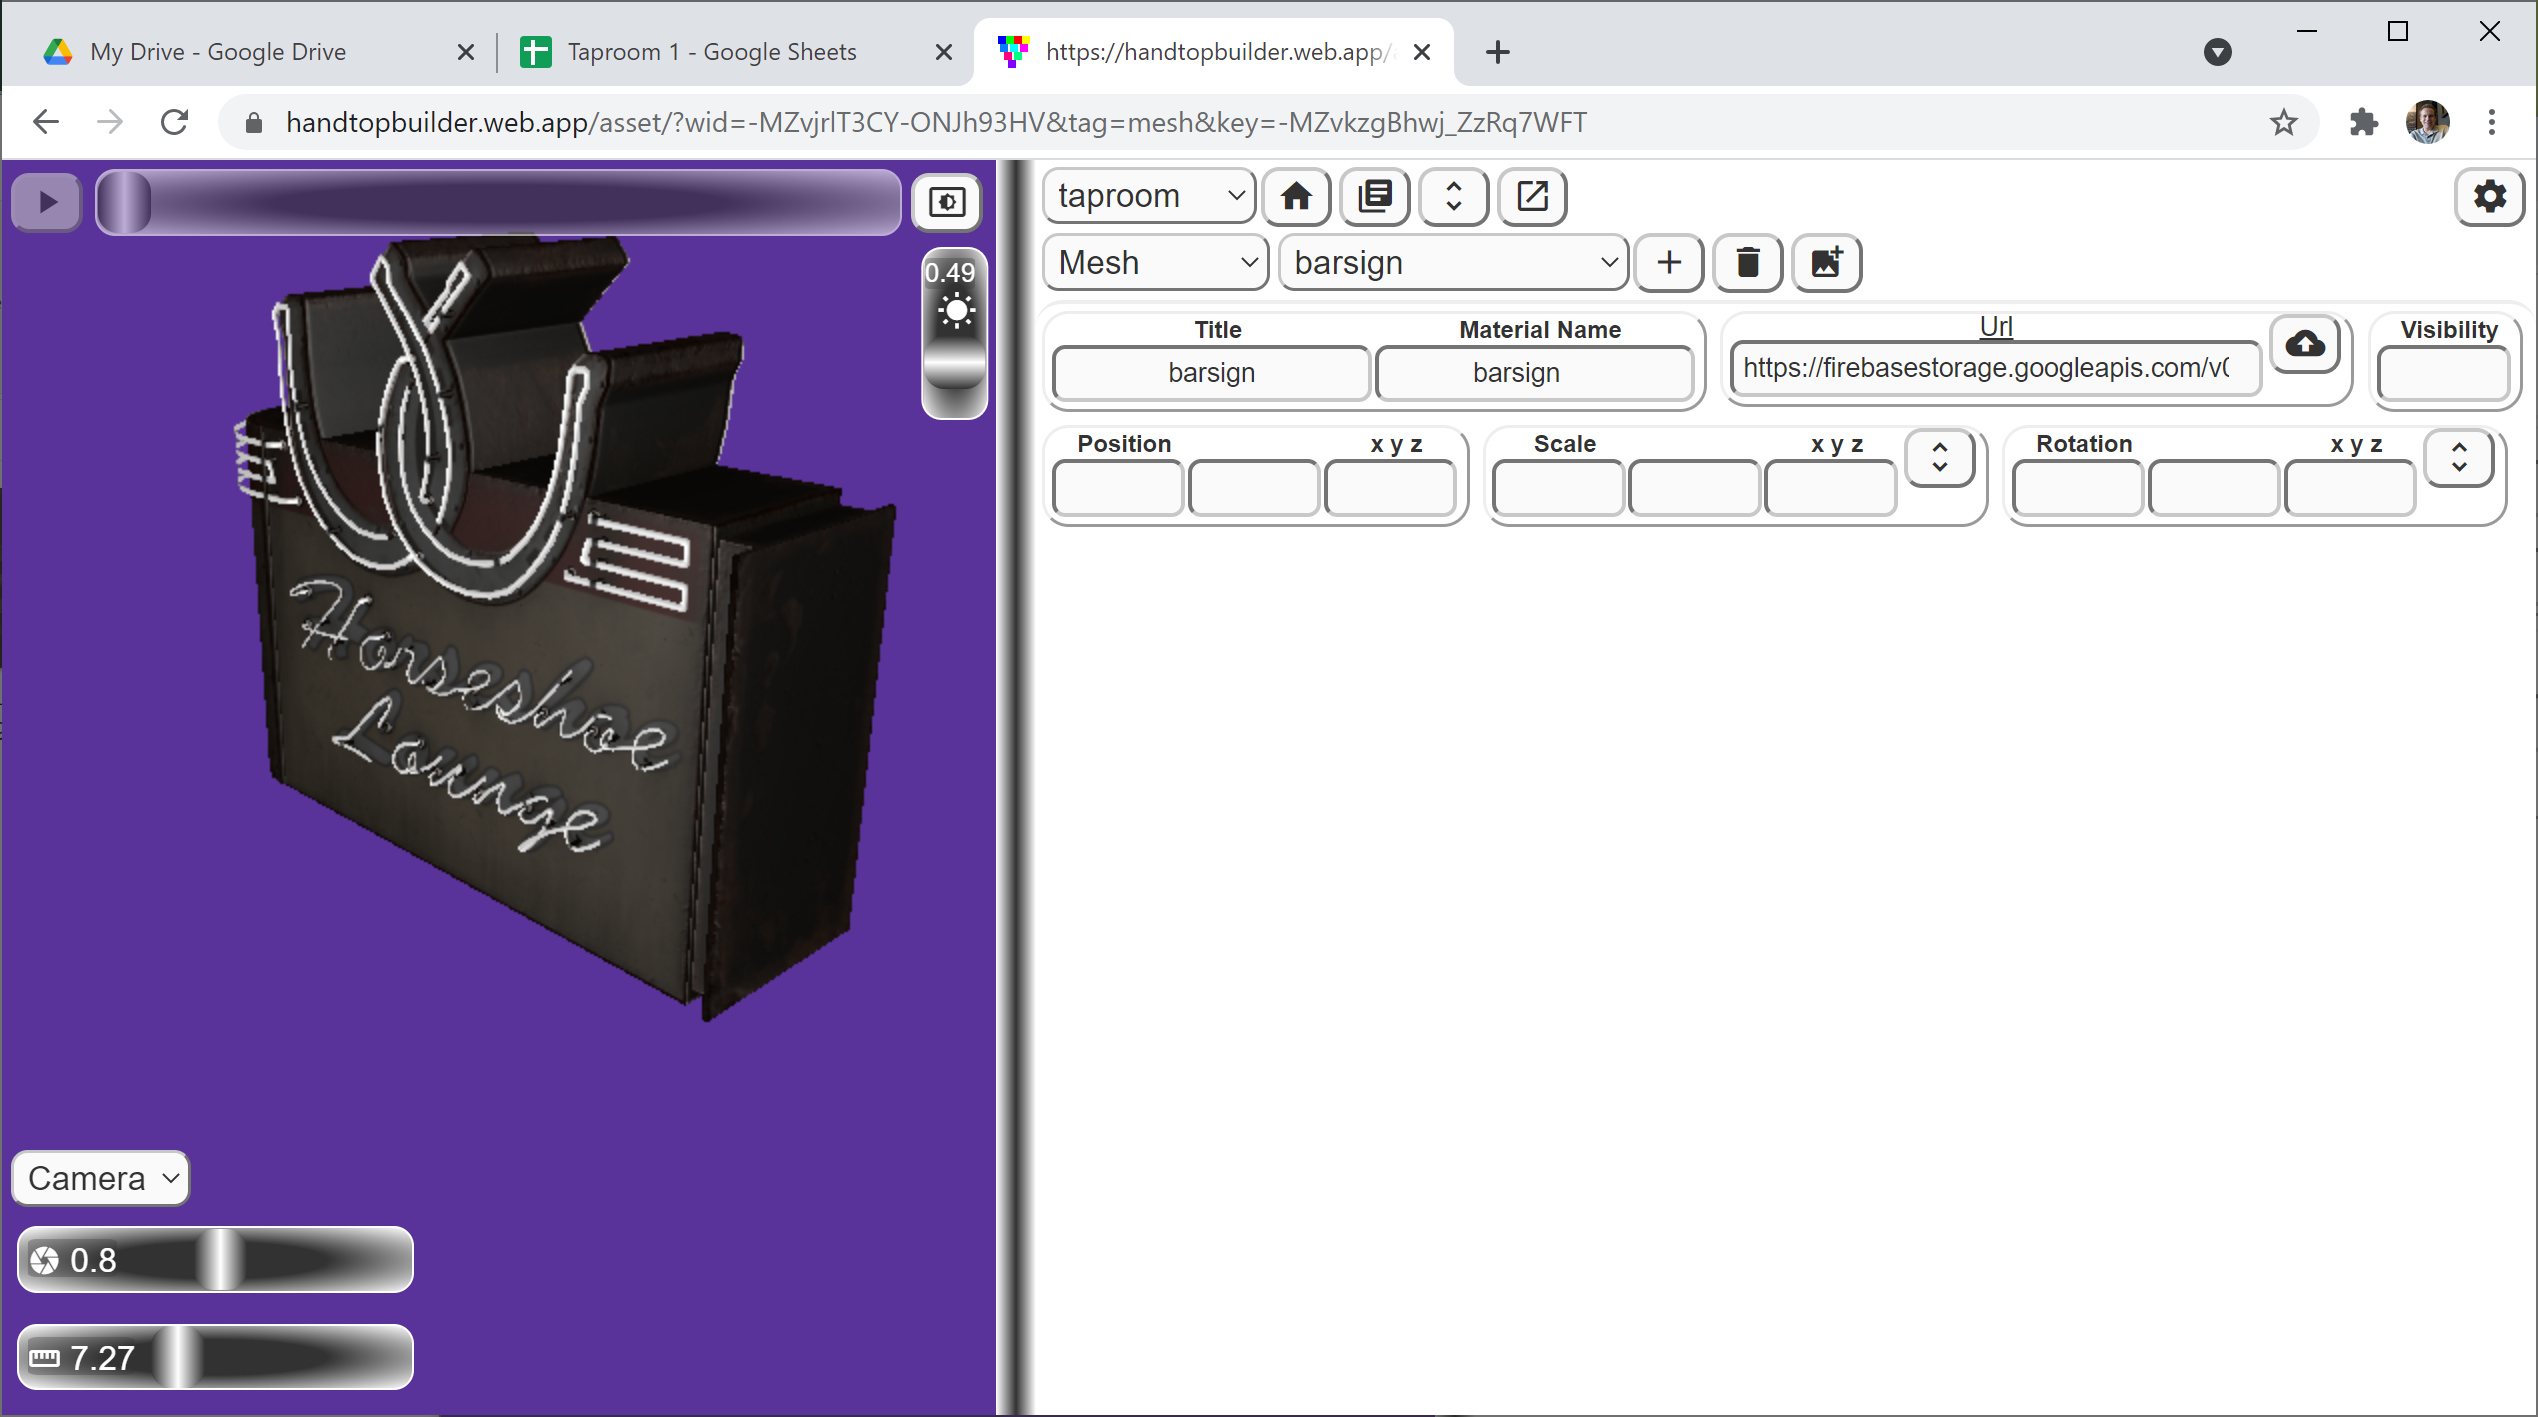 My Drive - Google Drive
Taproom 1 - Google Sheets
https://handtopbuilder.web.app/
handtopbuilder.web.app/asset/?wid=-MZvjrlT3CY-ONJh93HV&tag=mesh&key=-MZvkzgBhwj_ZzRq7WFT
taproom
0.49
Mesh
barsign
Title
Material Name
Url
Visibility
barsign
barsign
https://firebasestorage.googleapis.com/v0
Position
x y z
Scale
x y z
Rotation
x y z
Horseshoe
Lounge
Camera
0.8
7.27